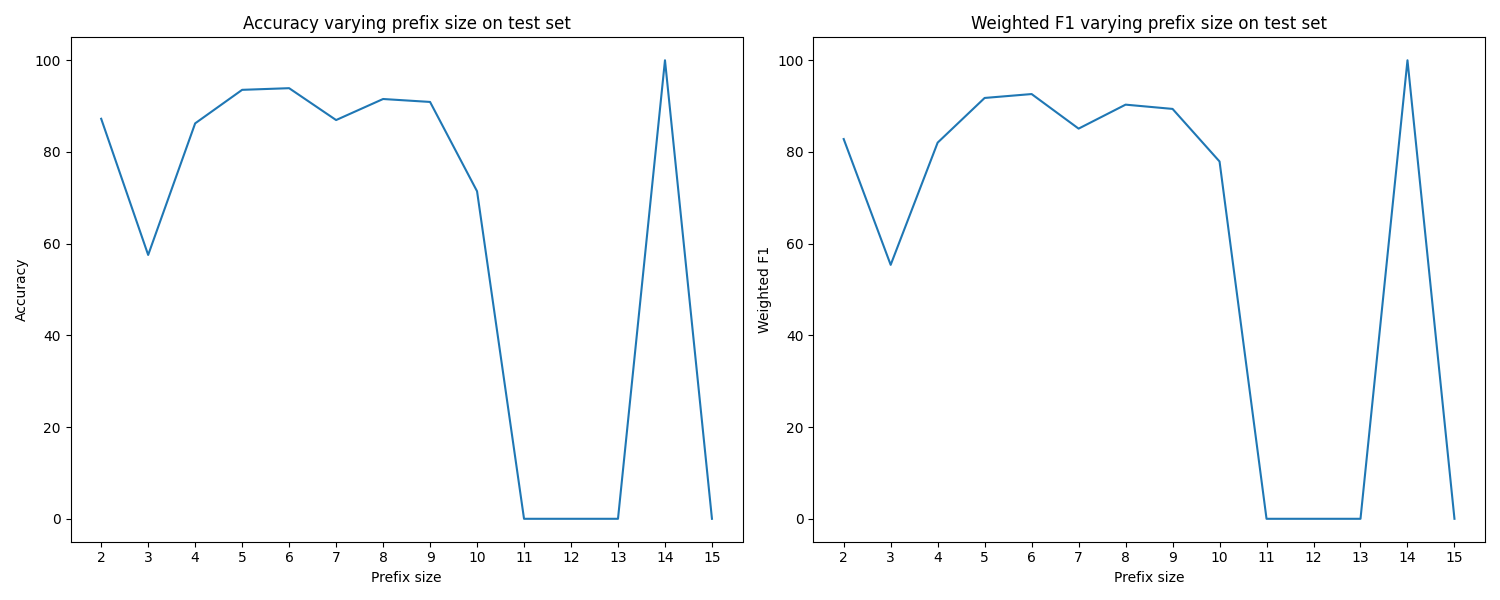 Accuracy varying prefix size on test set
100
80
60
40
20
0
Accuracy
2 3 4 5 6 7 8 9 10 11 12 13 14 15
Prefix size
Weighted F1 varying prefix size on test set
100
80
60
40
20
0
Weighted F1
2 3 4 5 6 7 8 9 10 11 12 13 14 15
Prefix size